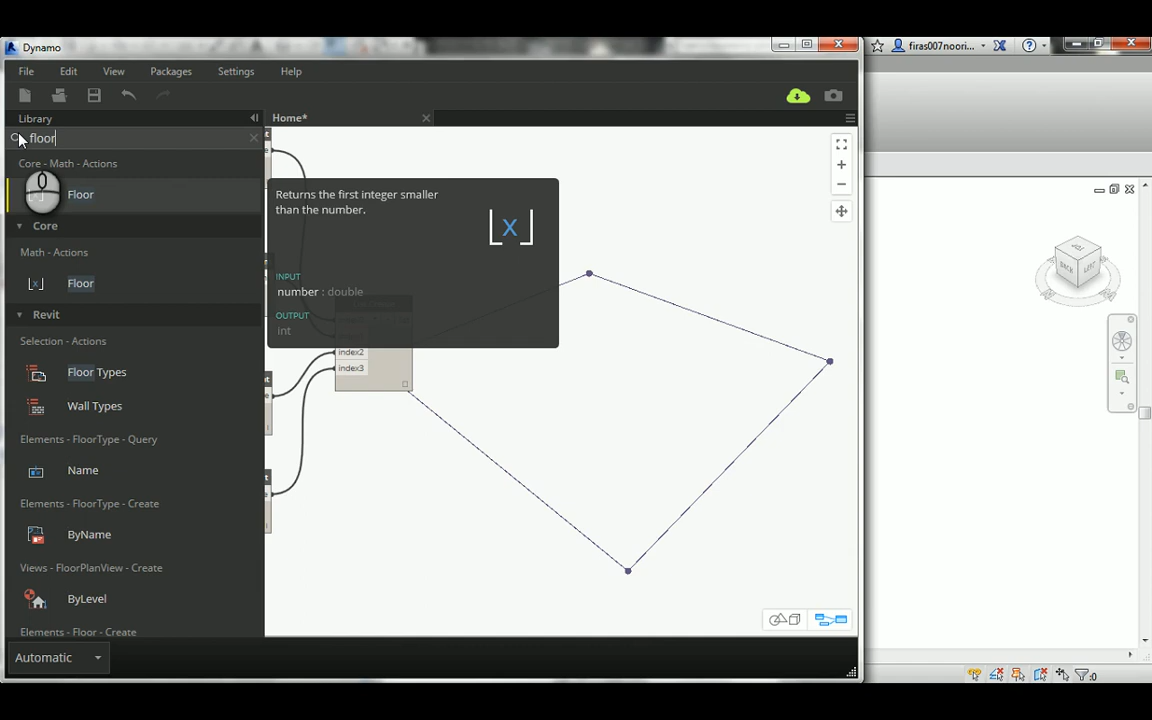 Dynamo
firas007noori...
File Edit View Packages Settings Help
Library
Home*
floor
Core - Math - Actions
Floor
Core
Math - Actions
Floor
Revit
Selection - Actions
Floor Types
Wall Types
Elements - FloorType - Query
Name
Elements - FloorType - Create
ByName
Views - FloorPlanView - Create
ByLevel
Elements - Floor - Create
Automatic
Returns the first integer smaller
than the number.
[x]
INPUT
number : double
OUTPUT
int
index2
index3
BACK
LEFT
:0